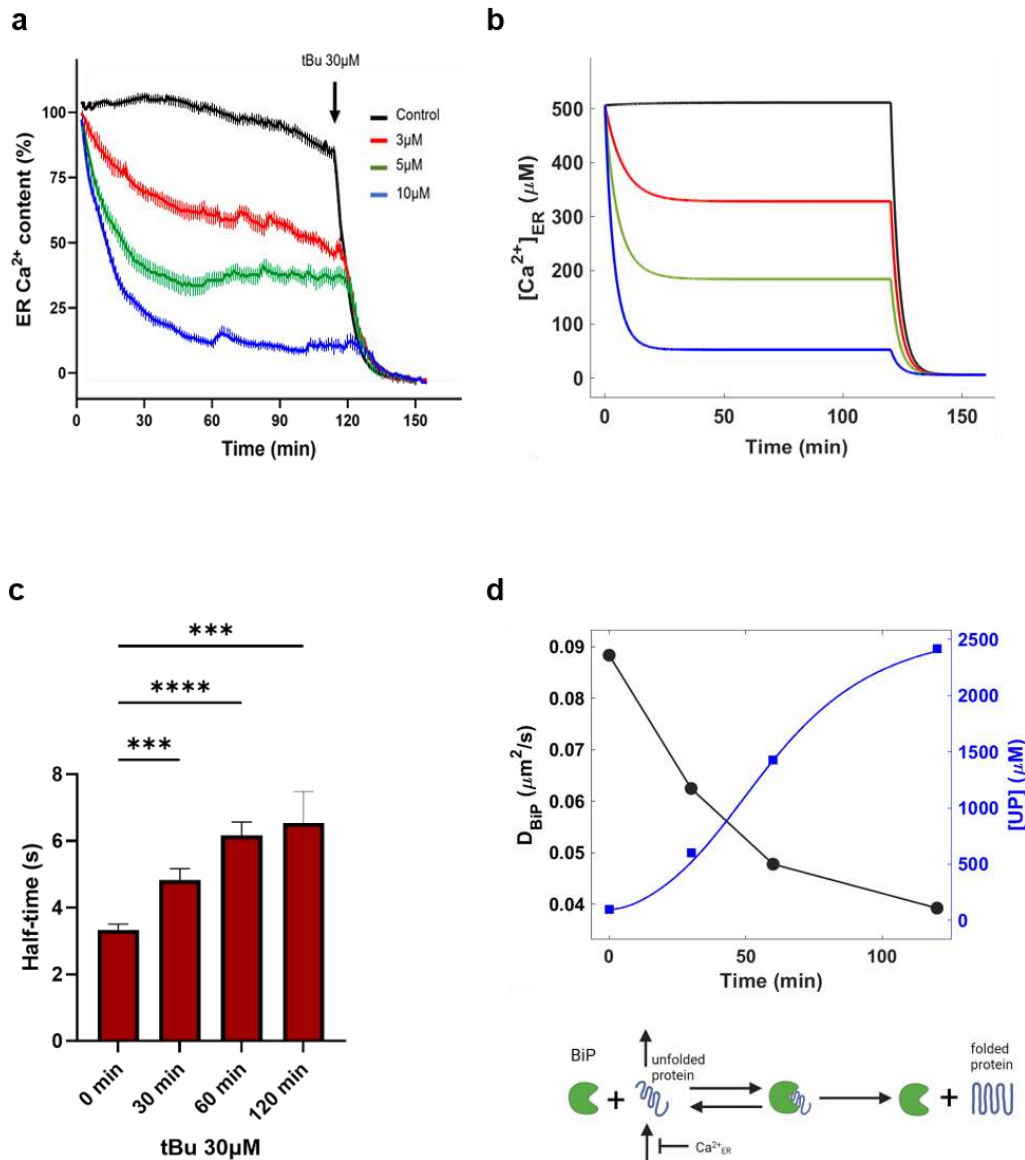 a
tBu 30µM
Control
3µM
5µM
10µM
ER Ca2+ content (%)
100
75
50
25
0
0 30 60 90 120 150
Time (min)
b
[Ca2+]ER (µM)
500
400
300
200
100
0
0 50 100 150
Time (min)
c
***
****
***
Half-time (s)
8
6
4
2
0
0 min
30 min
60 min
120 min
tBu 30µM
d
DBiP (µm2/s)
0.09
0.08
0.07
0.06
0.05
0.04
2500
2000
1500
1000
500
0
[UP] (µM)
0 50 100
Time (min)
BiP
unfolded
protein
folded
protein
+
+
Ca2+ER